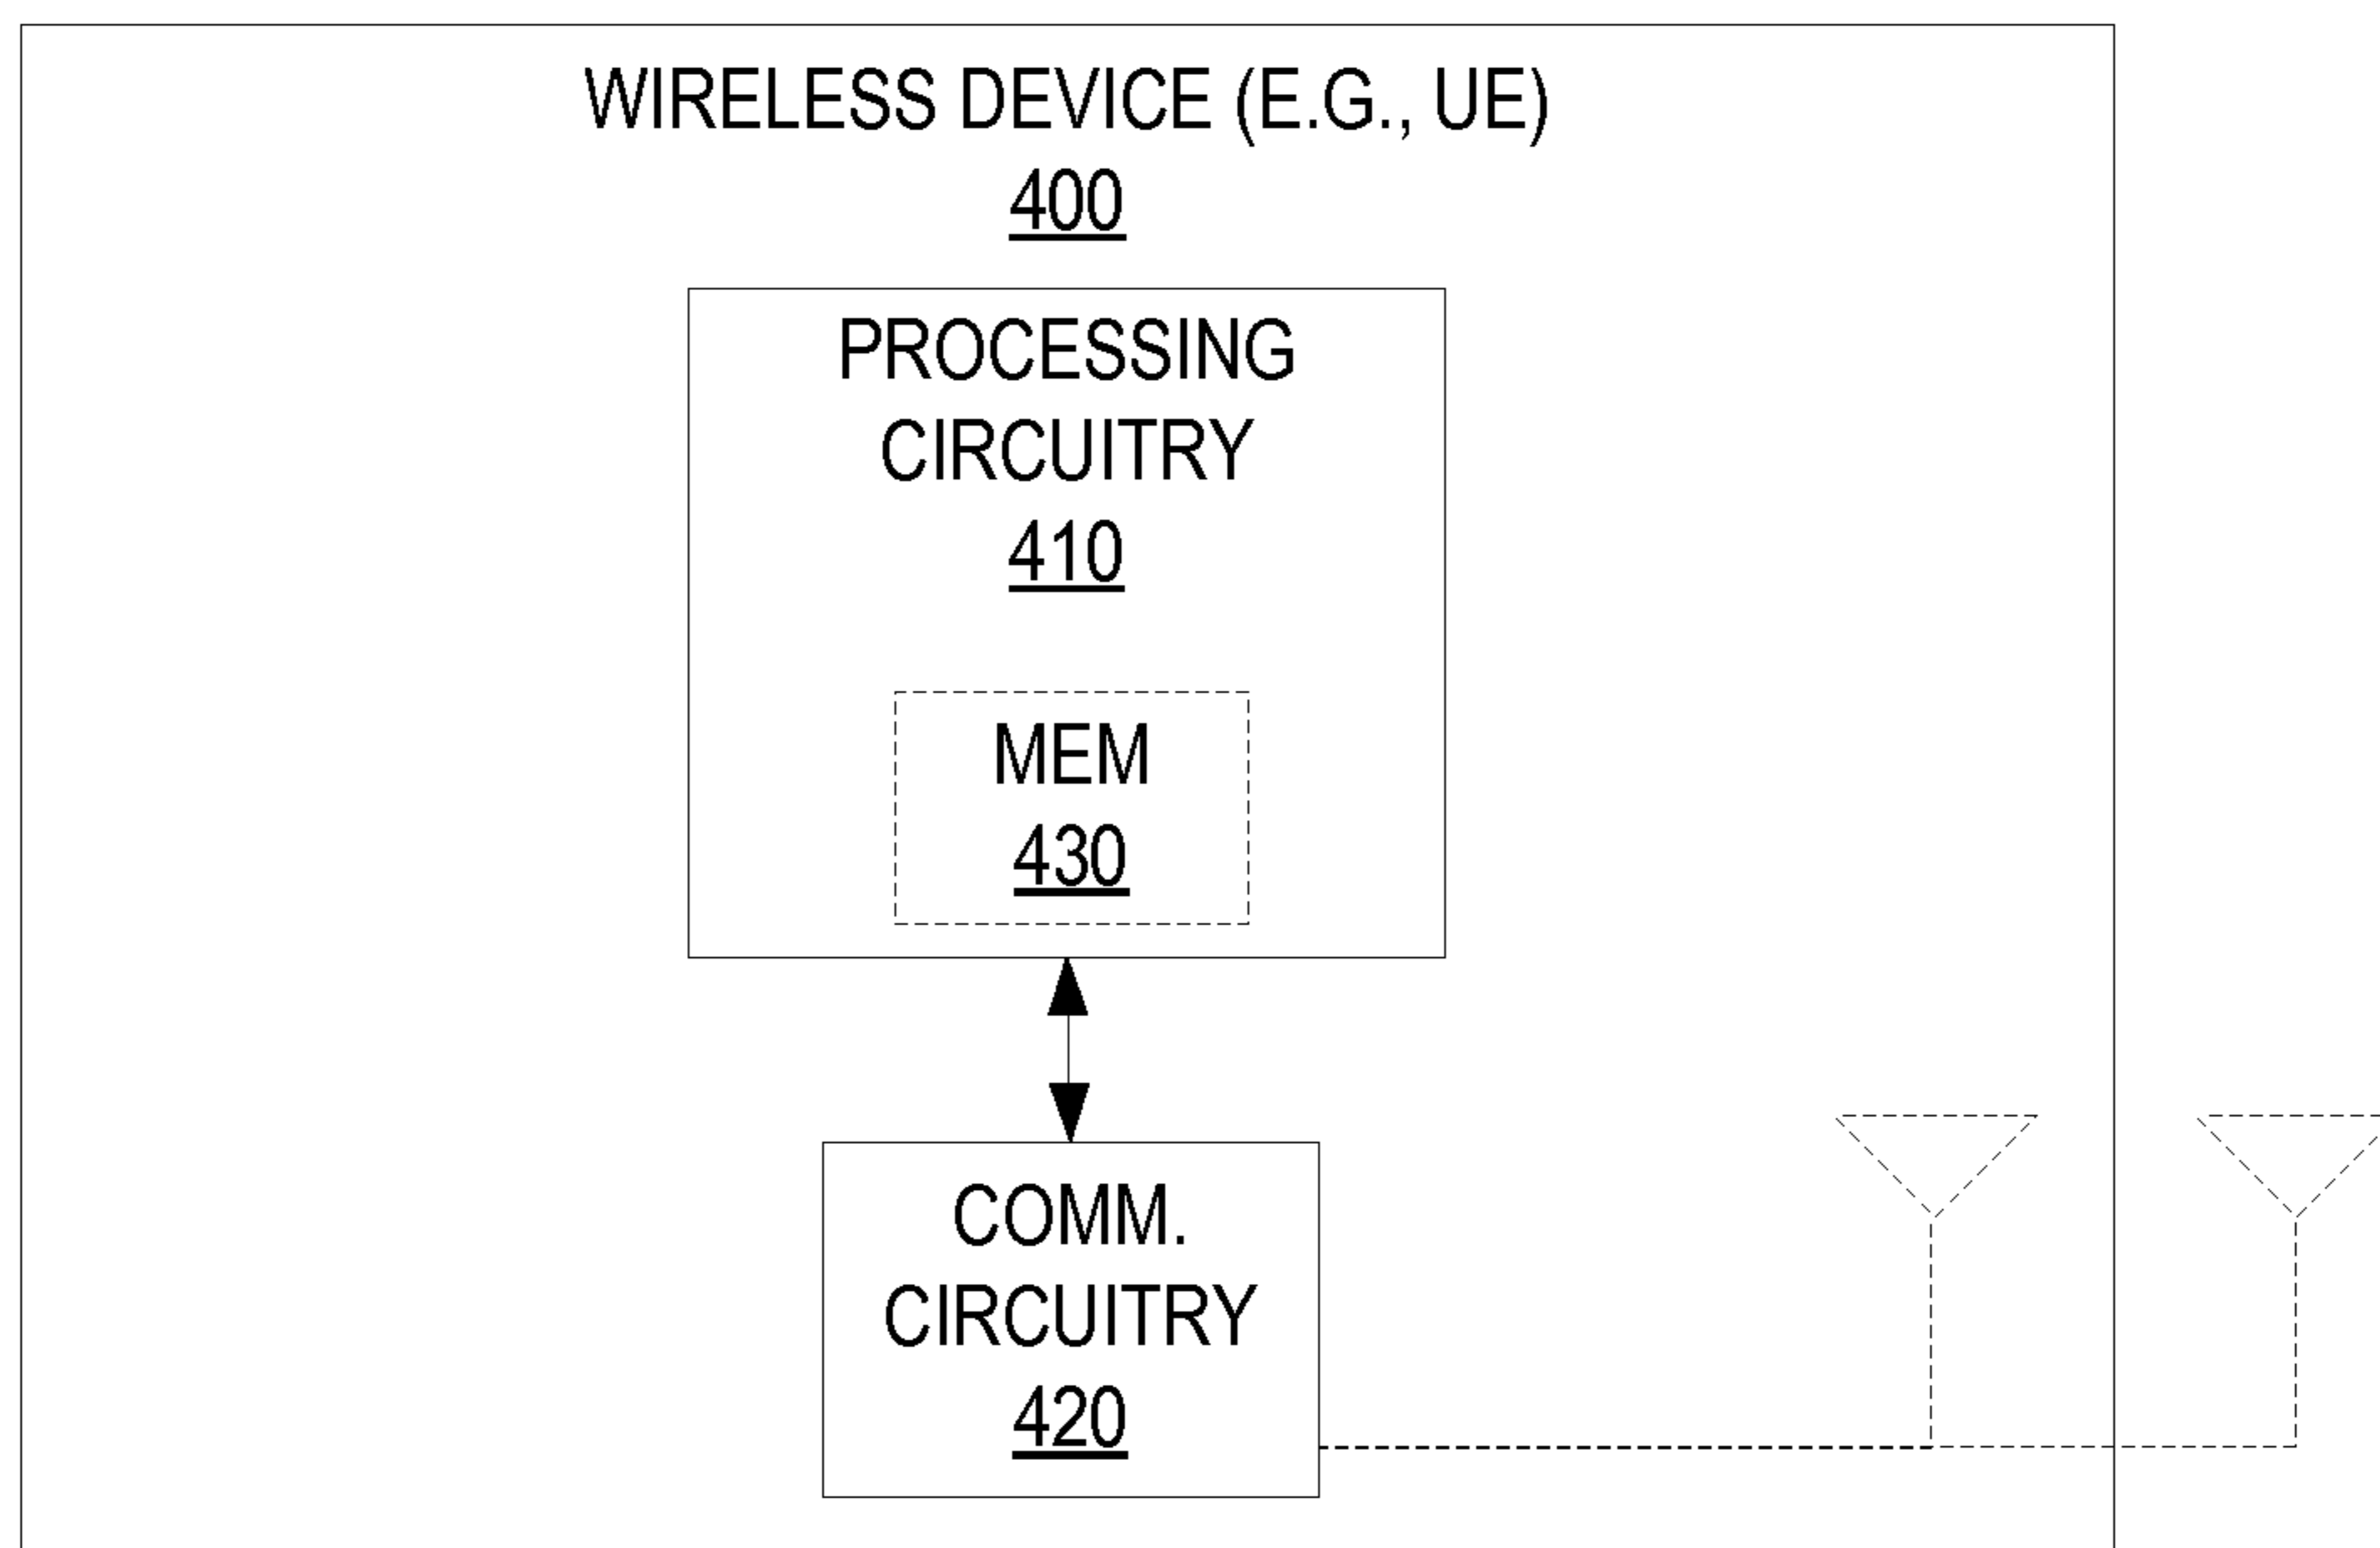 WIRELESS DEVICE (E.G., UE)
400
PROCESSING
CIRCUITRY
410
MEM
430
COMM.
CIRCUITRY
420